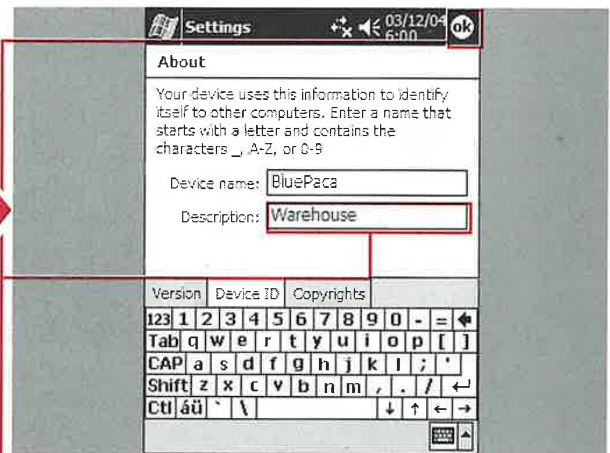 Settings 03/12/04
6:00 ok
About
Your device uses this information to identify
itself to other computers. Enter a name that
starts with a letter and contains the
characters _, A-Z, or 0-9
Device name: BluePaca
Description: Warehouse
Version Device ID Copyrights
123 1 2 3 4 5 6 7 8 9 0 - =
Tab q w e r t y u i o p [ ]
CAP a s d f g h j k l ; '
Shift z x c v b n m , . /
Ctl áü ` \